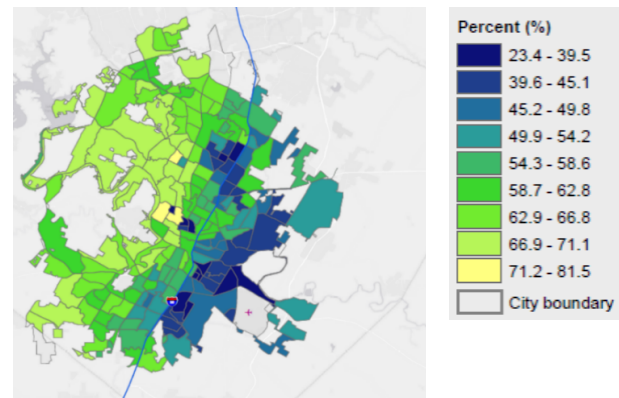 Percent (%)
23.4 - 39.5
39.6 - 45.1
45.2 - 49.8
49.9 - 54.2
54.3 - 58.6
58.7 - 62.8
62.9 - 66.8
66.9 - 71.1
71.2 - 81.5
City boundary